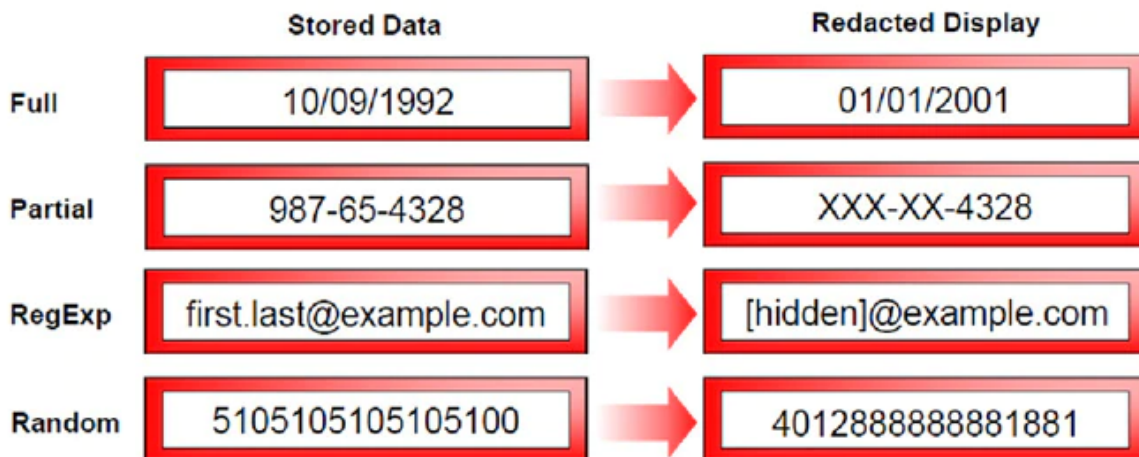 Stored Data Redacted Display
Full 10/09/1992 01/01/2001
Partial 987-65-4328 XXX-XX-4328
RegExp first.last@example.com [hidden]@example.com
Random 5105105105105100 4012888888881881